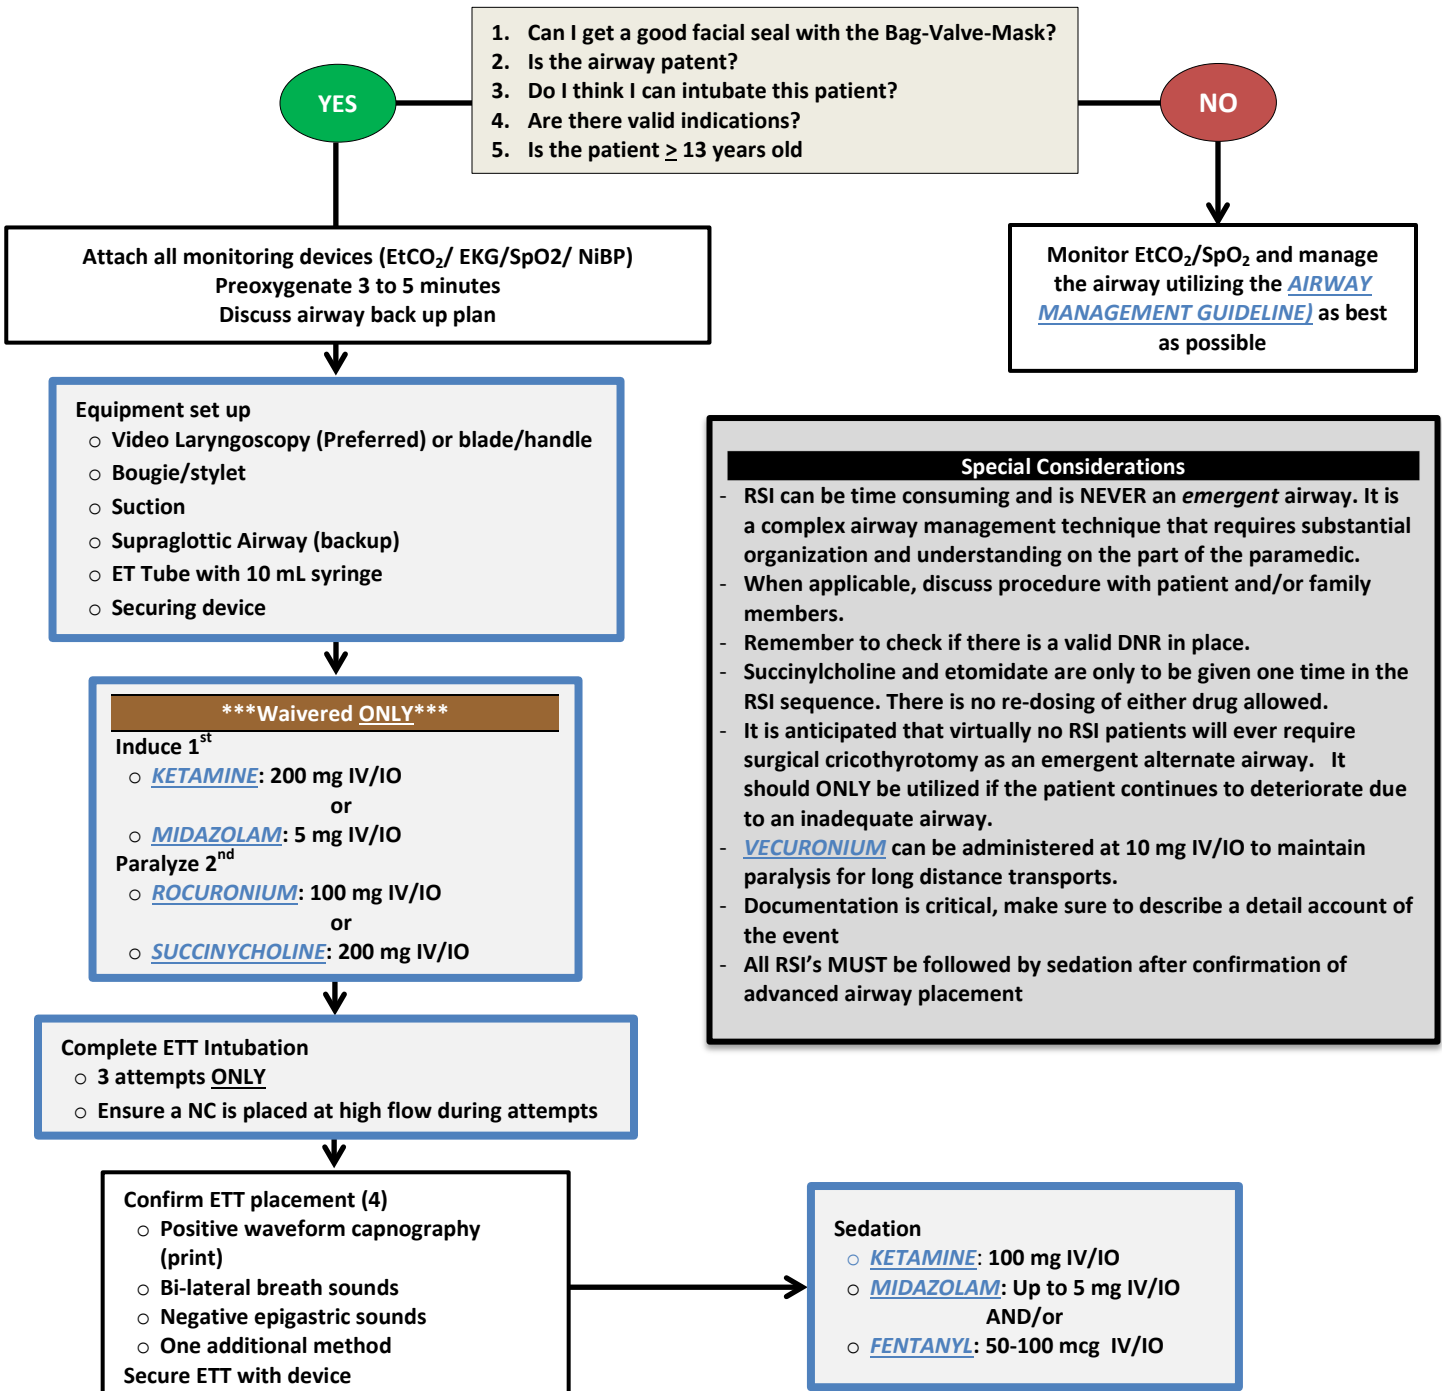 1. Can I get a good facial seal with the Bag-Valve-Mask?
2. Is the airway patent?
3. Do I think I can intubate this patient?
4. Are there valid indications?
5. Is the patient ≥ 13 years old
YES
NO
Attach all monitoring devices (EtCO₂/ EKG/SpO2/ NiBP)
Preoxygenate 3 to 5 minutes
Discuss airway back up plan
Monitor EtCO₂/SpO₂ and manage
the airway utilizing the AIRWAY
MANAGEMENT GUIDELINE) as best
as possible
Equipment set up
o Video Laryngoscopy (Preferred) or blade/handle
o Bougie/stylet
o Suction
o Supraglottic Airway (backup)
o ET Tube with 10 mL syringe
o Securing device
Special Considerations
- RSI can be time consuming and is NEVER an emergent airway. It is
a complex airway management technique that requires substantial
organization and understanding on the part of the paramedic.
- When applicable, discuss procedure with patient and/or family
members.
- Remember to check if there is a valid DNR in place.
- Succinylcholine and etomidate are only to be given one time in the
RSI sequence. There is no re-dosing of either drug allowed.
- It is anticipated that virtually no RSI patients will ever require
surgical cricothyrotomy as an emergent alternate airway. It
should ONLY be utilized if the patient continues to deteriorate due
to an inadequate airway.
- VECURONIUM can be administered at 10 mg IV/IO to maintain
paralysis for long distance transports.
- Documentation is critical, make sure to describe a detail account of
the event
- All RSI's MUST be followed by sedation after confirmation of
advanced airway placement
***Waivered ONLY***
Induce 1st
o KETAMINE: 200 mg IV/IO
or
o MIDAZOLAM: 5 mg IV/IO
Paralyze 2nd
o ROCURONIUM: 100 mg IV/IO
or
o SUCCINYCHOLINE: 200 mg IV/IO
Complete ETT Intubation
o 3 attempts ONLY
o Ensure a NC is placed at high flow during attempts
Confirm ETT placement (4)
o Positive waveform capnography
(print)
o Bi-lateral breath sounds
o Negative epigastric sounds
o One additional method
Secure ETT with device
Sedation
o KETAMINE: 100 mg IV/IO
o MIDAZOLAM: Up to 5 mg IV/IO
AND/or
o FENTANYL: 50-100 mcg IV/IO